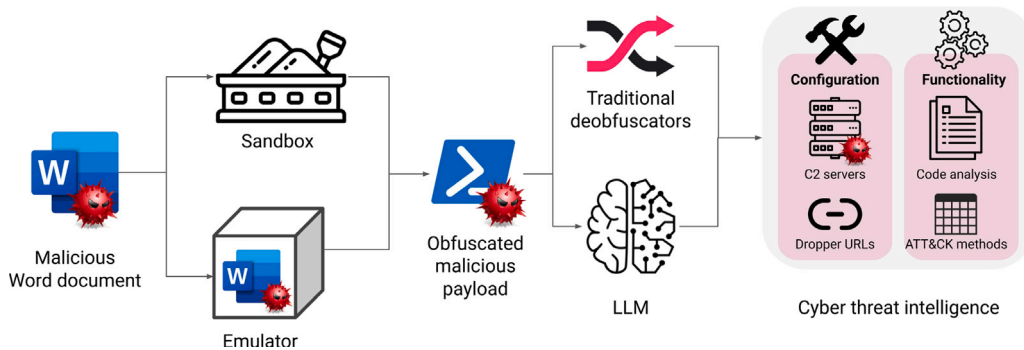 Malicious
Word document
W
Sandbox
W
Emulator
Obfuscated
malicious
payload
Traditional
deobfuscators
LLM
Configuration
C2 servers
Dropper URLs
Functionality
Code analysis
ATT&CK methods
Cyber threat intelligence